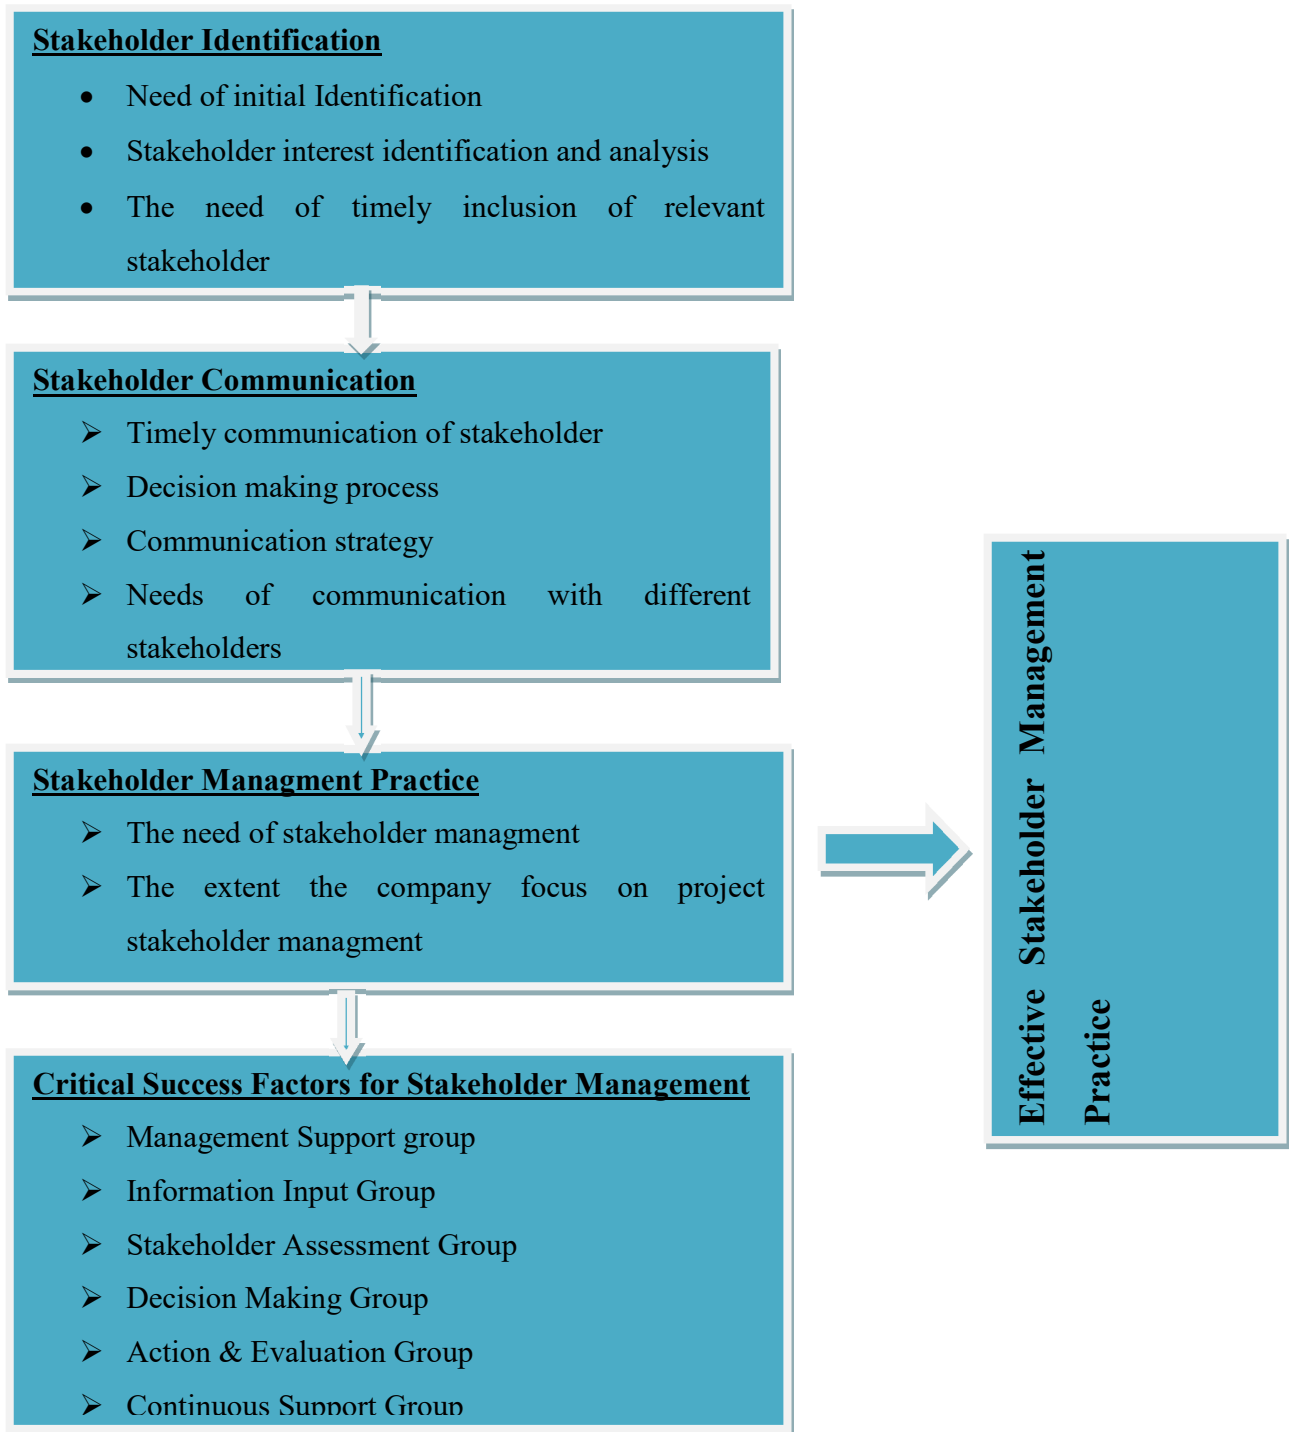 Stakeholder Identification
• Need of initial Identification
• Stakeholder interest identification and analysis
• The need of timely inclusion of relevant
stakeholder
Stakeholder Communication
➢ Timely communication of stakeholder
➢ Decision making process
➢ Communication strategy
➢ Needs of communication with different
stakeholders
Stakeholder Managment Practice
➢ The need of stakeholder managment
➢ The extent the company focus on project
stakeholder managment
Critical Success Factors for Stakeholder Management
➢ Management Support group
➢ Information Input Group
➢ Stakeholder Assessment Group
➢ Decision Making Group
➢ Action & Evaluation Group
➢ Continuous Support Group
Effective Stakeholder Management
Practice